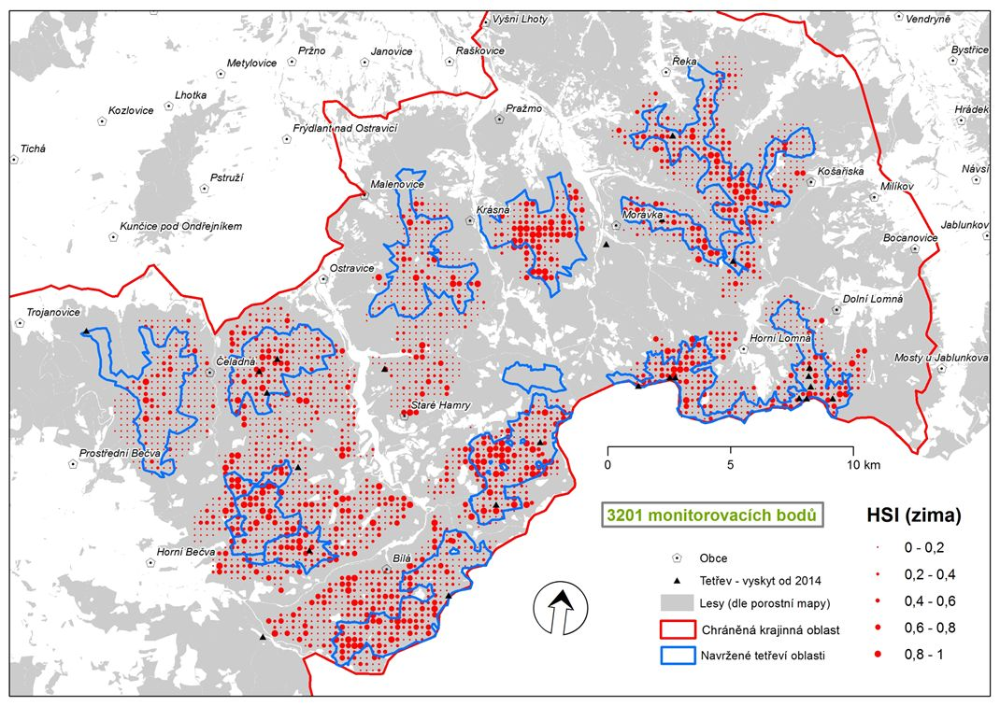 Vyšní Lhoty
Vendryně
Pržno
Janovice
Raškovice
Řeka
Bystřice
Metylovice
Lhotka
Kozlovice
Pražmo
Hrádek
Frýdlant nad Ostravicí
Tichá
Pstruží
Malenovice
Košařiska
Návsí
Milíkov
Krásná
Morávka
Kunčice pod Ondřejníkem
Jablunkov
Bocanovice
Ostravice
Dolní Lomná
Trojanovice
Horní Lomná
Čeladná
Mosty u Jablunkova
Staré Hamry
Prostřední Bečva
0
5
10 km
3201 monitorovacích bodů
HSI (zima)
0 - 0,2
0,2 - 0,4
0,4 - 0,6
0,6 - 0,8
0,8 - 1
Horní Bečva
Bílá
Obce
Tetřev - vyskyt od 2014
Lesy (dle porostní mapy)
Chráněná krajinná oblast
Navržené tetřeví oblasti